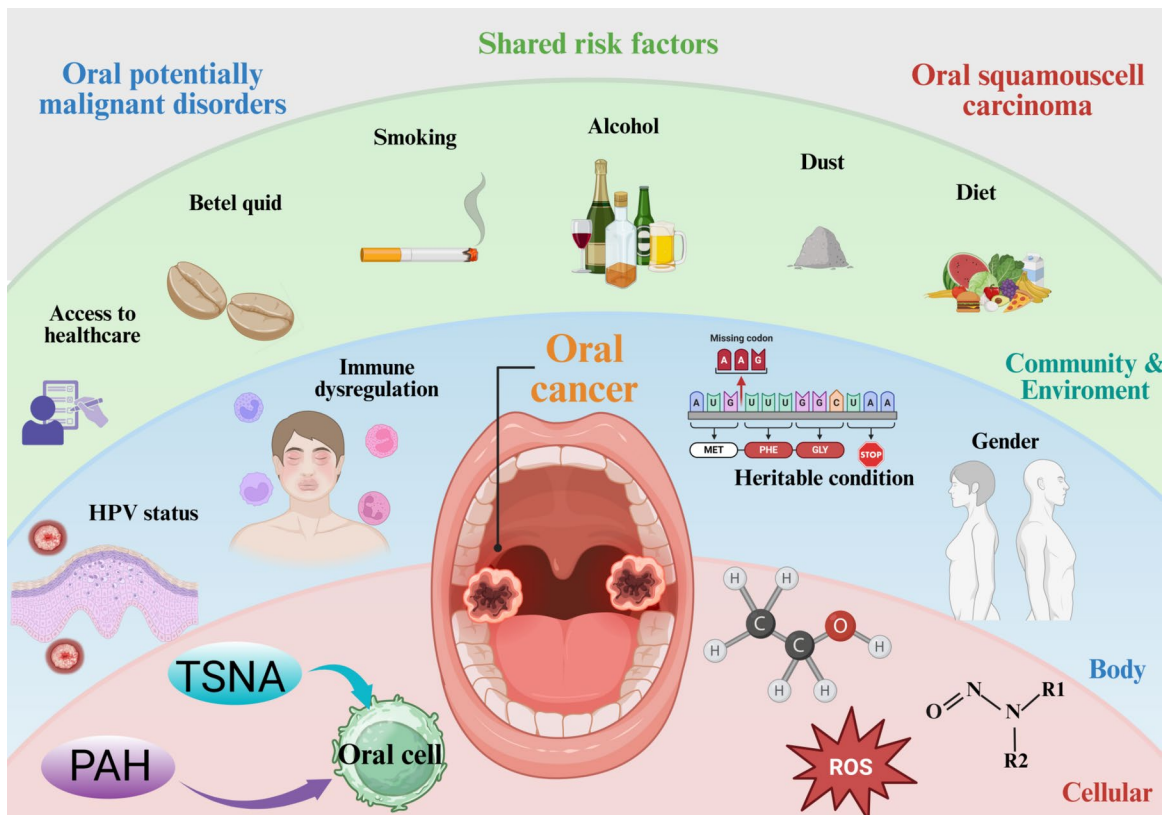 Shared risk factors
Oral potentially
malignant disorders
Oral squamouscell
carcinoma
Smoking
Alcohol
Dust
Diet
Betel quid
Access to
healthcare
Community &
Enviroment
Immune
dysregulation
Oral
cancer
Missing codon
A A G
A U G U U U G G C U A A
MET PHE GLY STOP
Heritable condition
Gender
HPV status
Body
TSNA
PAH
Oral cell
H H
H C C O H
H H
ROS
O N N R1
R2
Cellular